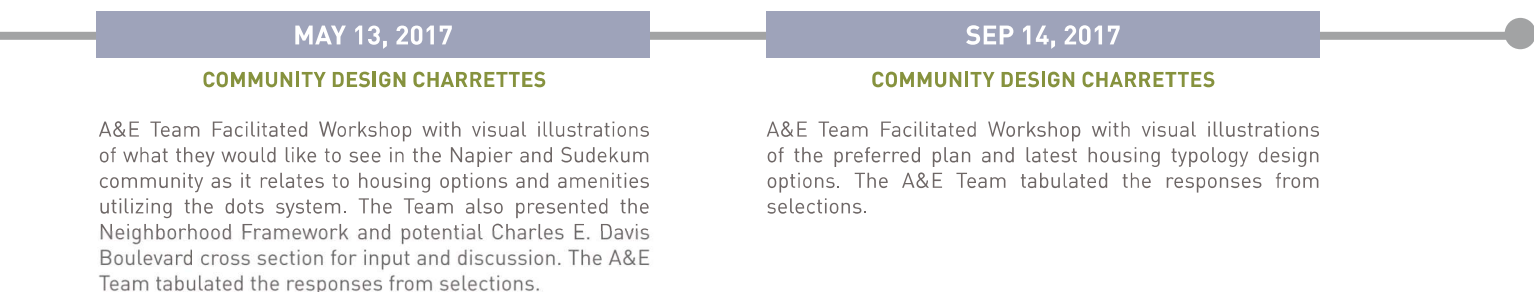 MAY 13, 2017
COMMUNITY DESIGN CHARRETTES
A&E Team Facilitated Workshop with visual illustrations
of what they would like to see in the Napier and Sudekum
community as it relates to housing options and amenities
utilizing the dots system. The Team also presented the
Neighborhood Framework and potential Charles E. Davis
Boulevard cross section for input and discussion. The A&E
Team tabulated the responses from selections.
SEP 14, 2017
COMMUNITY DESIGN CHARRETTES
A&E Team Facilitated Workshop with visual illustrations
of the preferred plan and latest housing typology design
options. The A&E Team tabulated the responses from
selections.